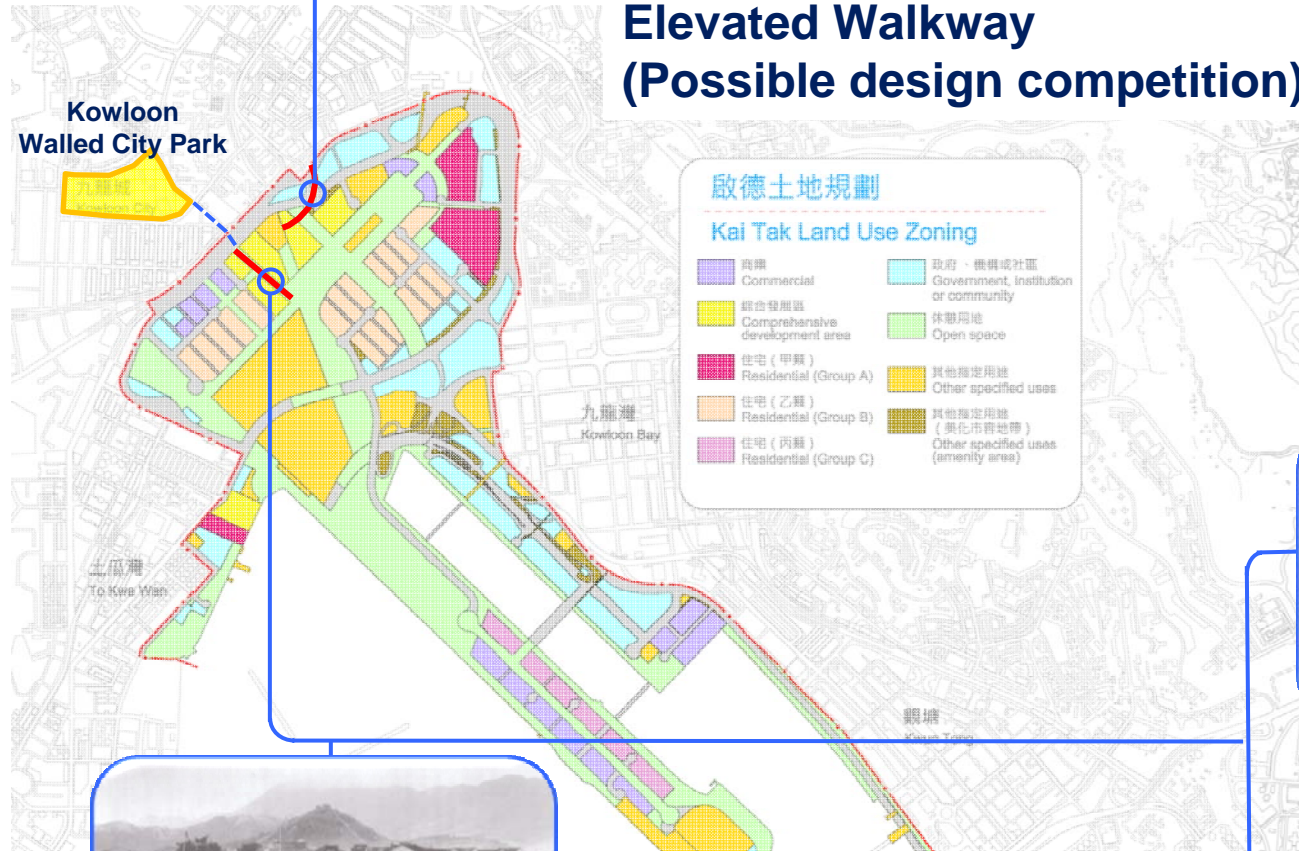 Elevated Walkway
(Possible design competition)
Kowloon
Walled City Park
九龍城
Kowloon City
啟德土地規劃
Kai Tak Land Use Zoning
商業
Commercial
綜合發展區
Comprehensive
development area
住宅(甲類)
Residential (Group A)
住宅(乙類)
Residential (Group B)
住宅(丙類)
Residential (Group C)
政府、機構或社區
Government, Institution
or community
休憩用地
Open space
其他指定用途
Other specified uses
其他指定用途
(美化市容地帶)
Other specified uses
(amenity area)
九龍灣
Kowloon Bay
土瓜灣
To Kwa Wan
觀塘
Kwun Tong